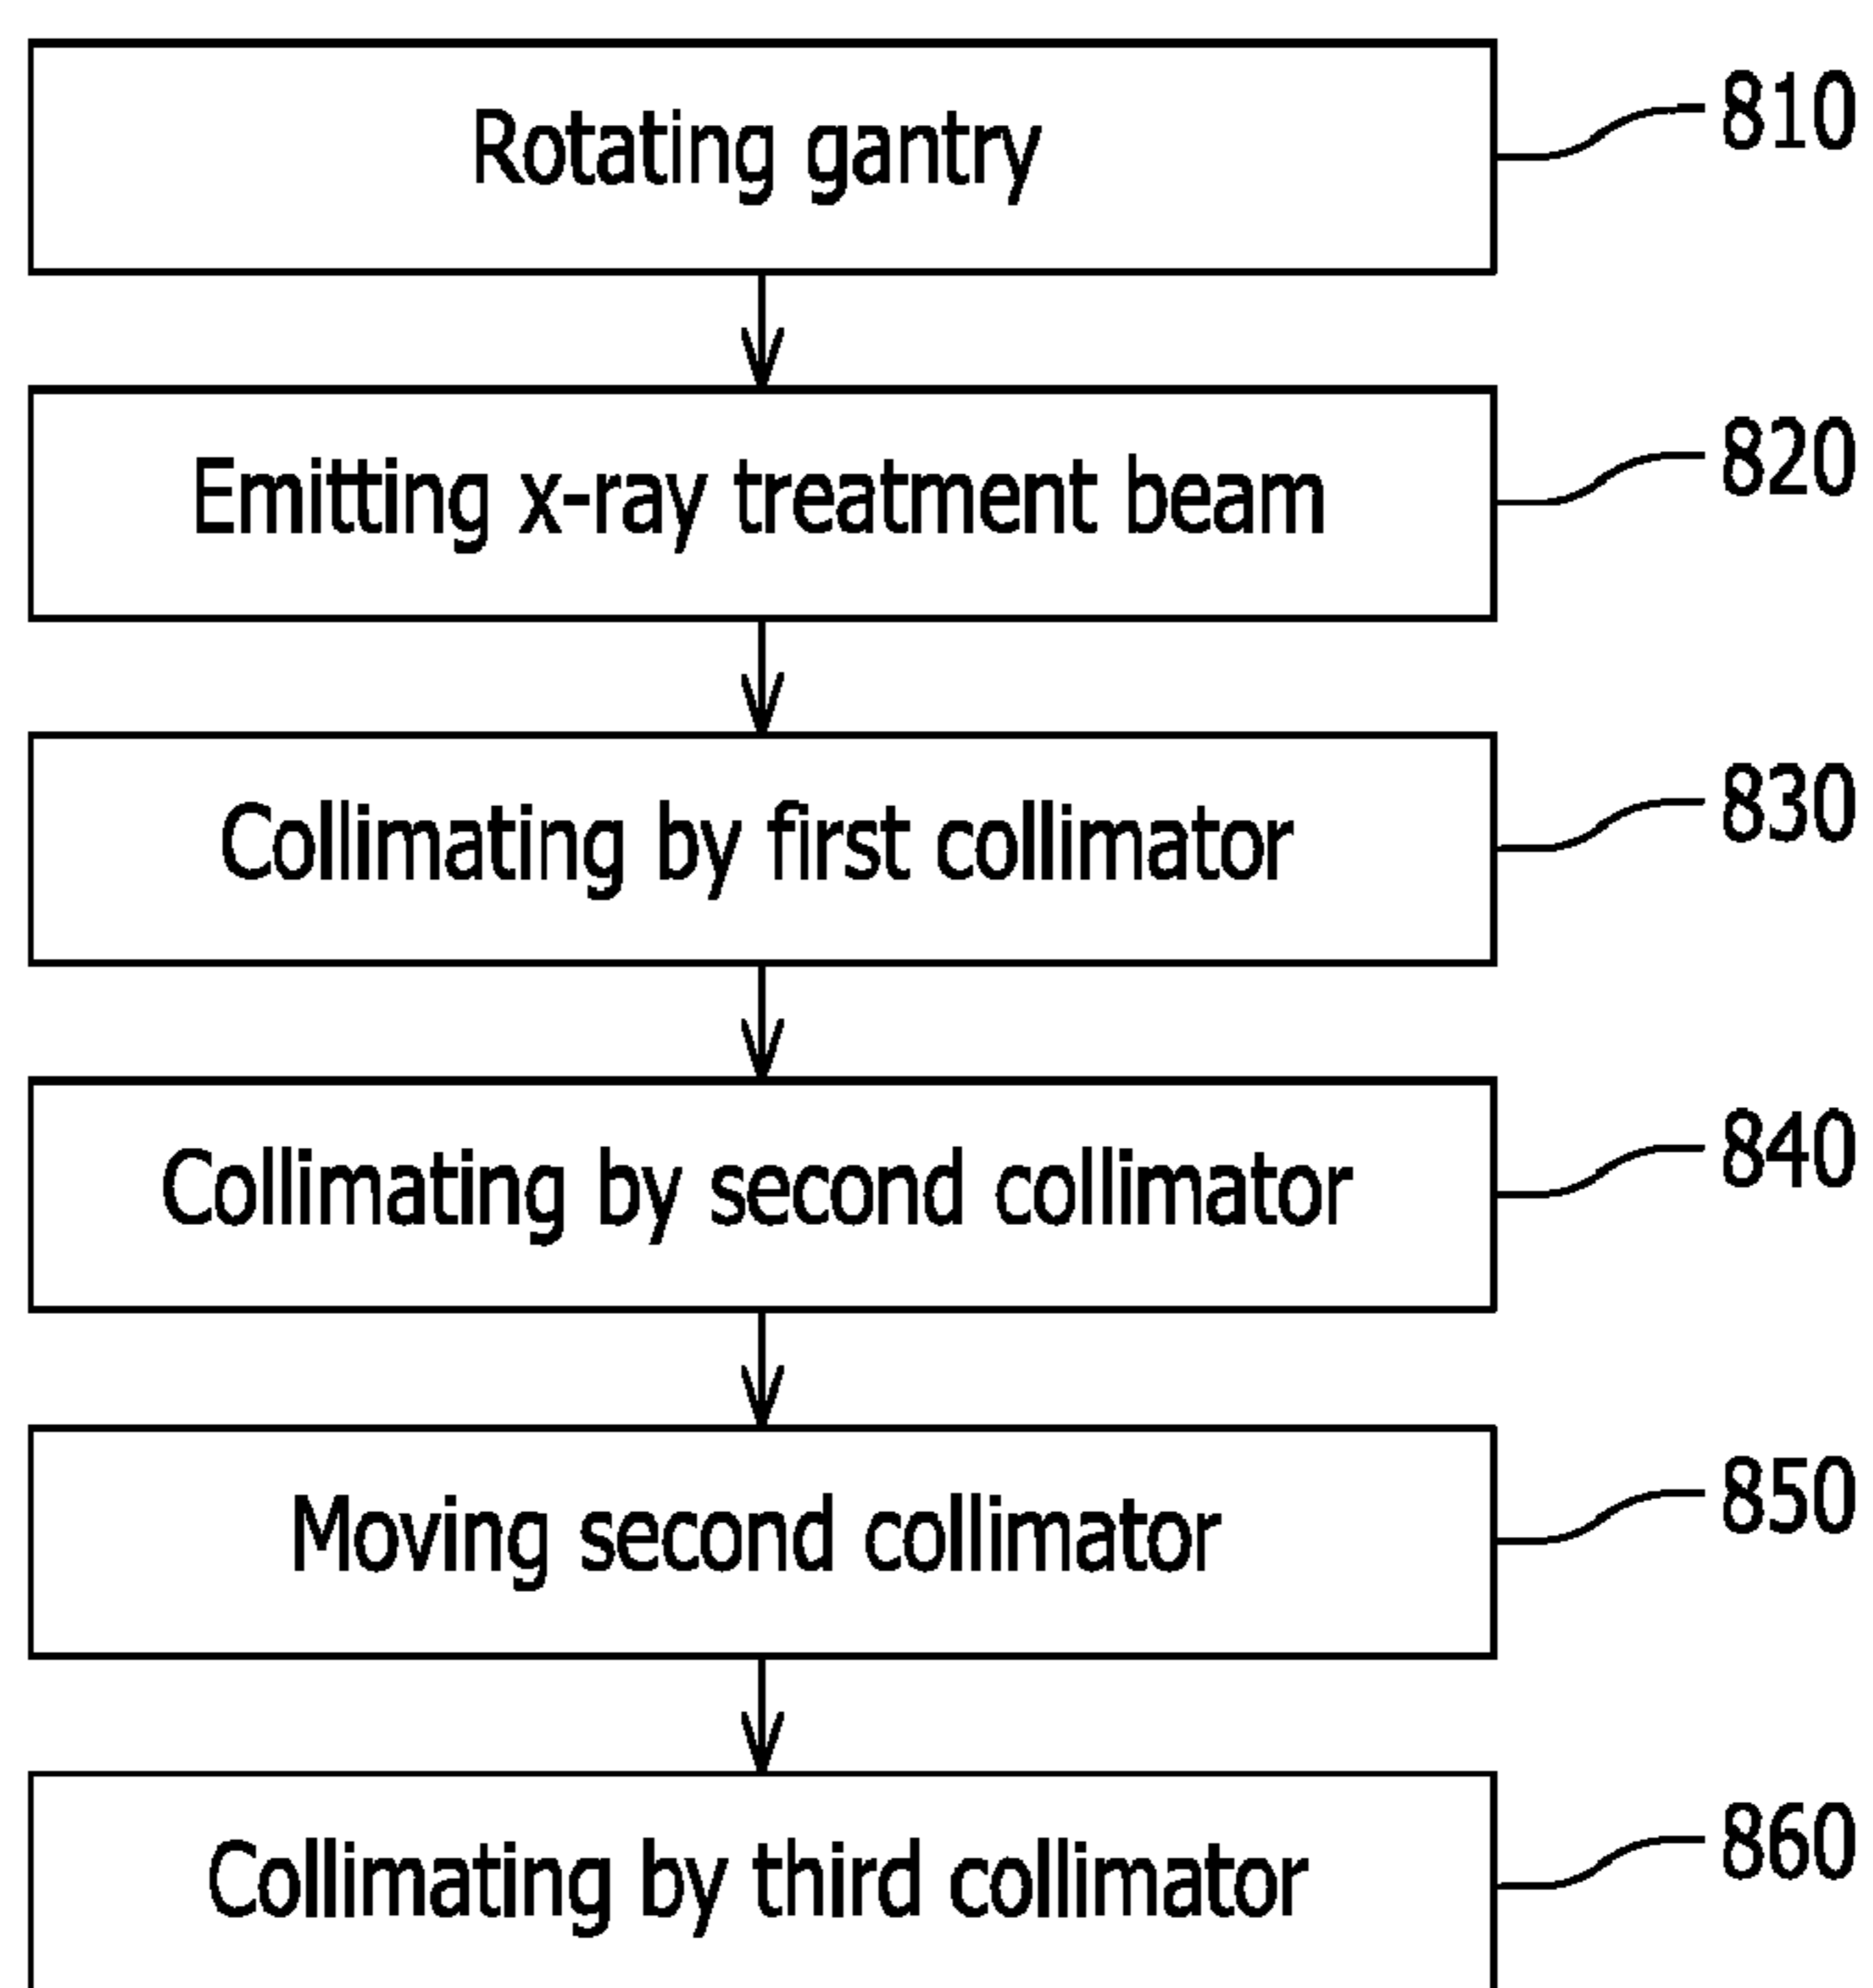 Rotating gantry
810
Emitting x-ray treatment beam
820
Collimating by first collimator
830
Collimating by second collimator
840
Moving second collimator
850
Collimating by third collimator
860